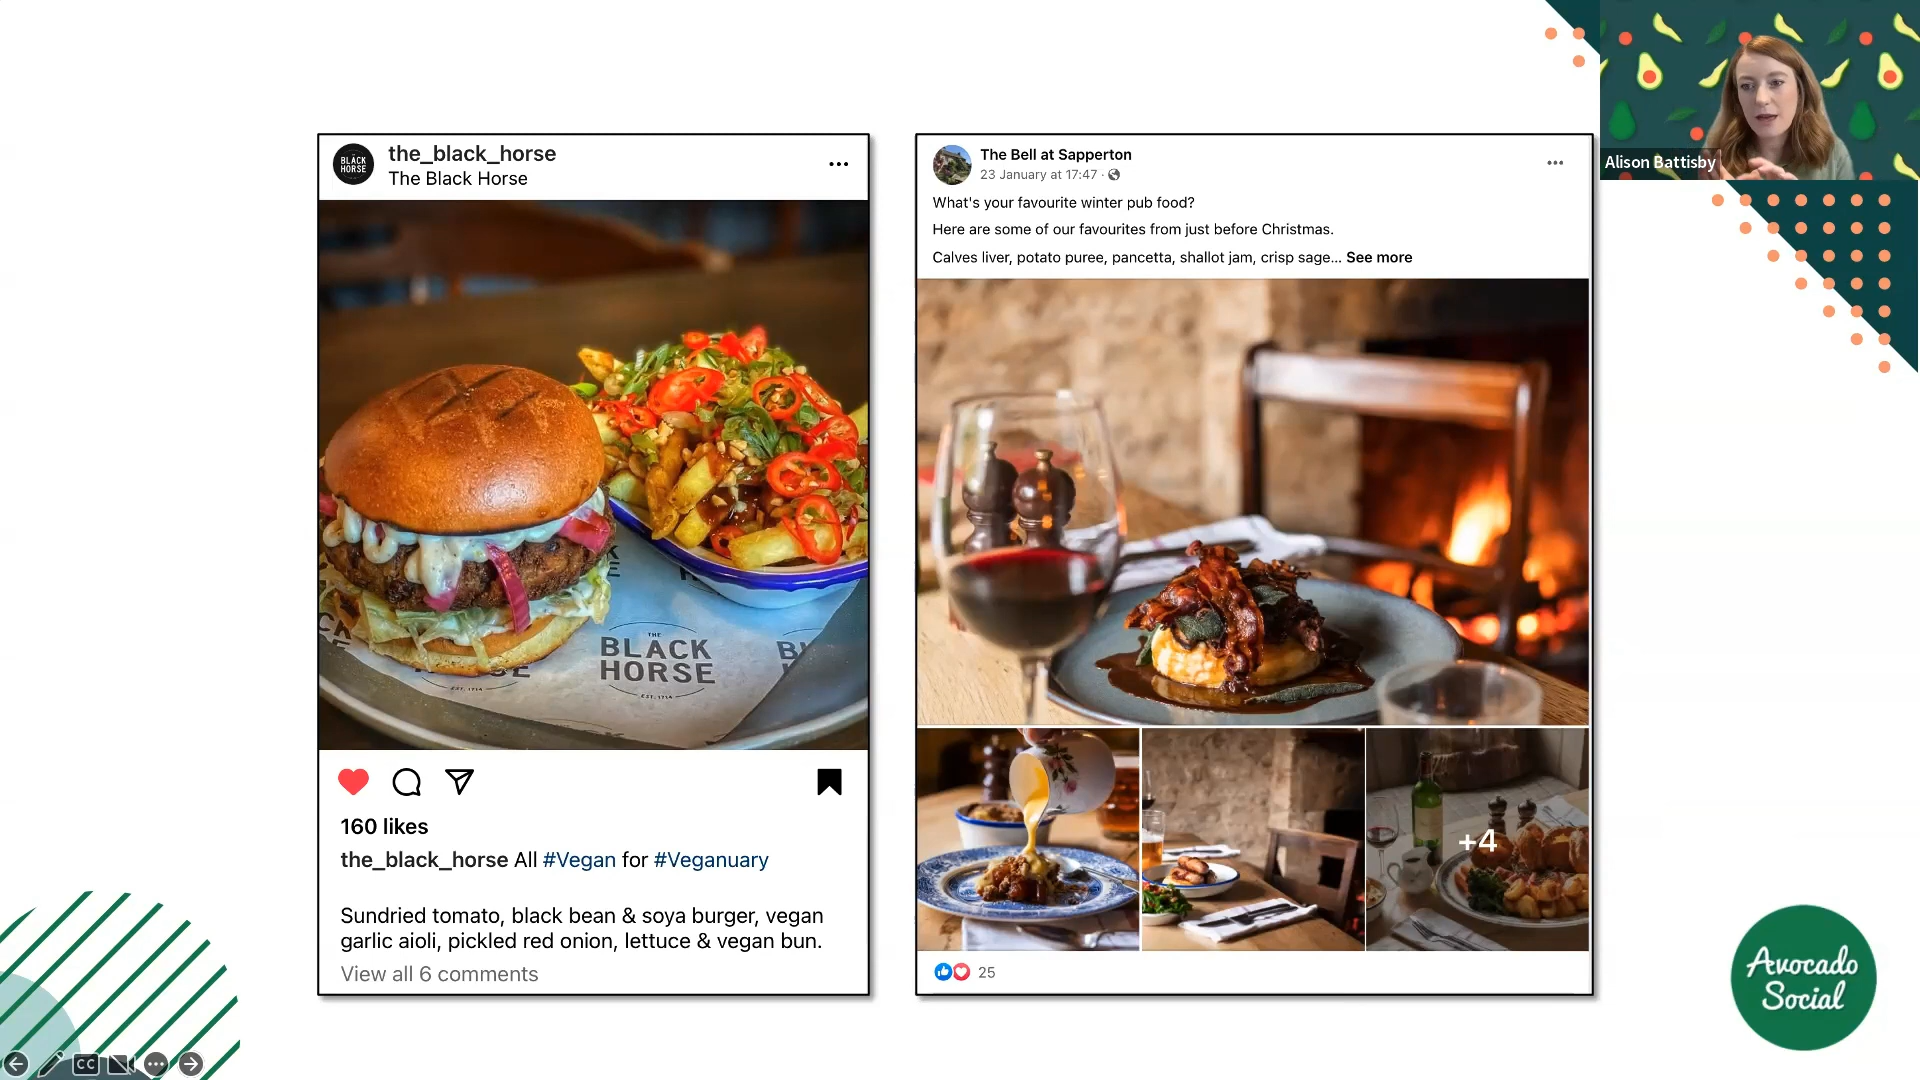 Alison Battisby
BLACK
HORSE
the_black_horse
The Black Horse
THE
BLACK
HORSE
EST. 1714
160 likes
the_black_horse All #Vegan for #Veganuary
Sundried tomato, black bean & soya burger, vegan
garlic aioli, pickled red onion, lettuce & vegan bun.
View all 6 comments
The Bell at Sapperton
23 January at 17:47 ·
What's your favourite winter pub food?
Here are some of our favourites from just before Christmas.
Calves liver, potato puree, pancetta, shallot jam, crisp sage... See more
+4
25
Avocado
Social
CC